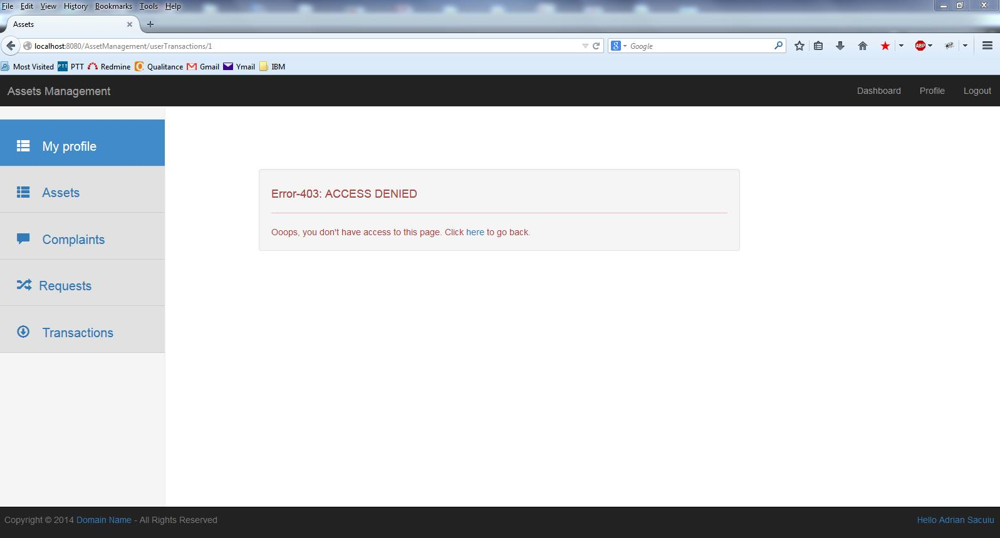 File Edit View History Bookmarks Tools Help
Assets
localhost:8080/AssetManagement/userTransactions/1
Google
ABP
Most Visited PTT PTT Redmine Qualitance Gmail Ymail IBM
Assets Management
Dashboard Profile Logout
My profile
Assets
Complaints
Requests
Transactions
Error-403: ACCESS DENIED
Ooops, you don't have access to this page. Click here to go back.
Copyright © 2014 Domain Name - All Rights Reserved
Hello Adrian Sacuiu